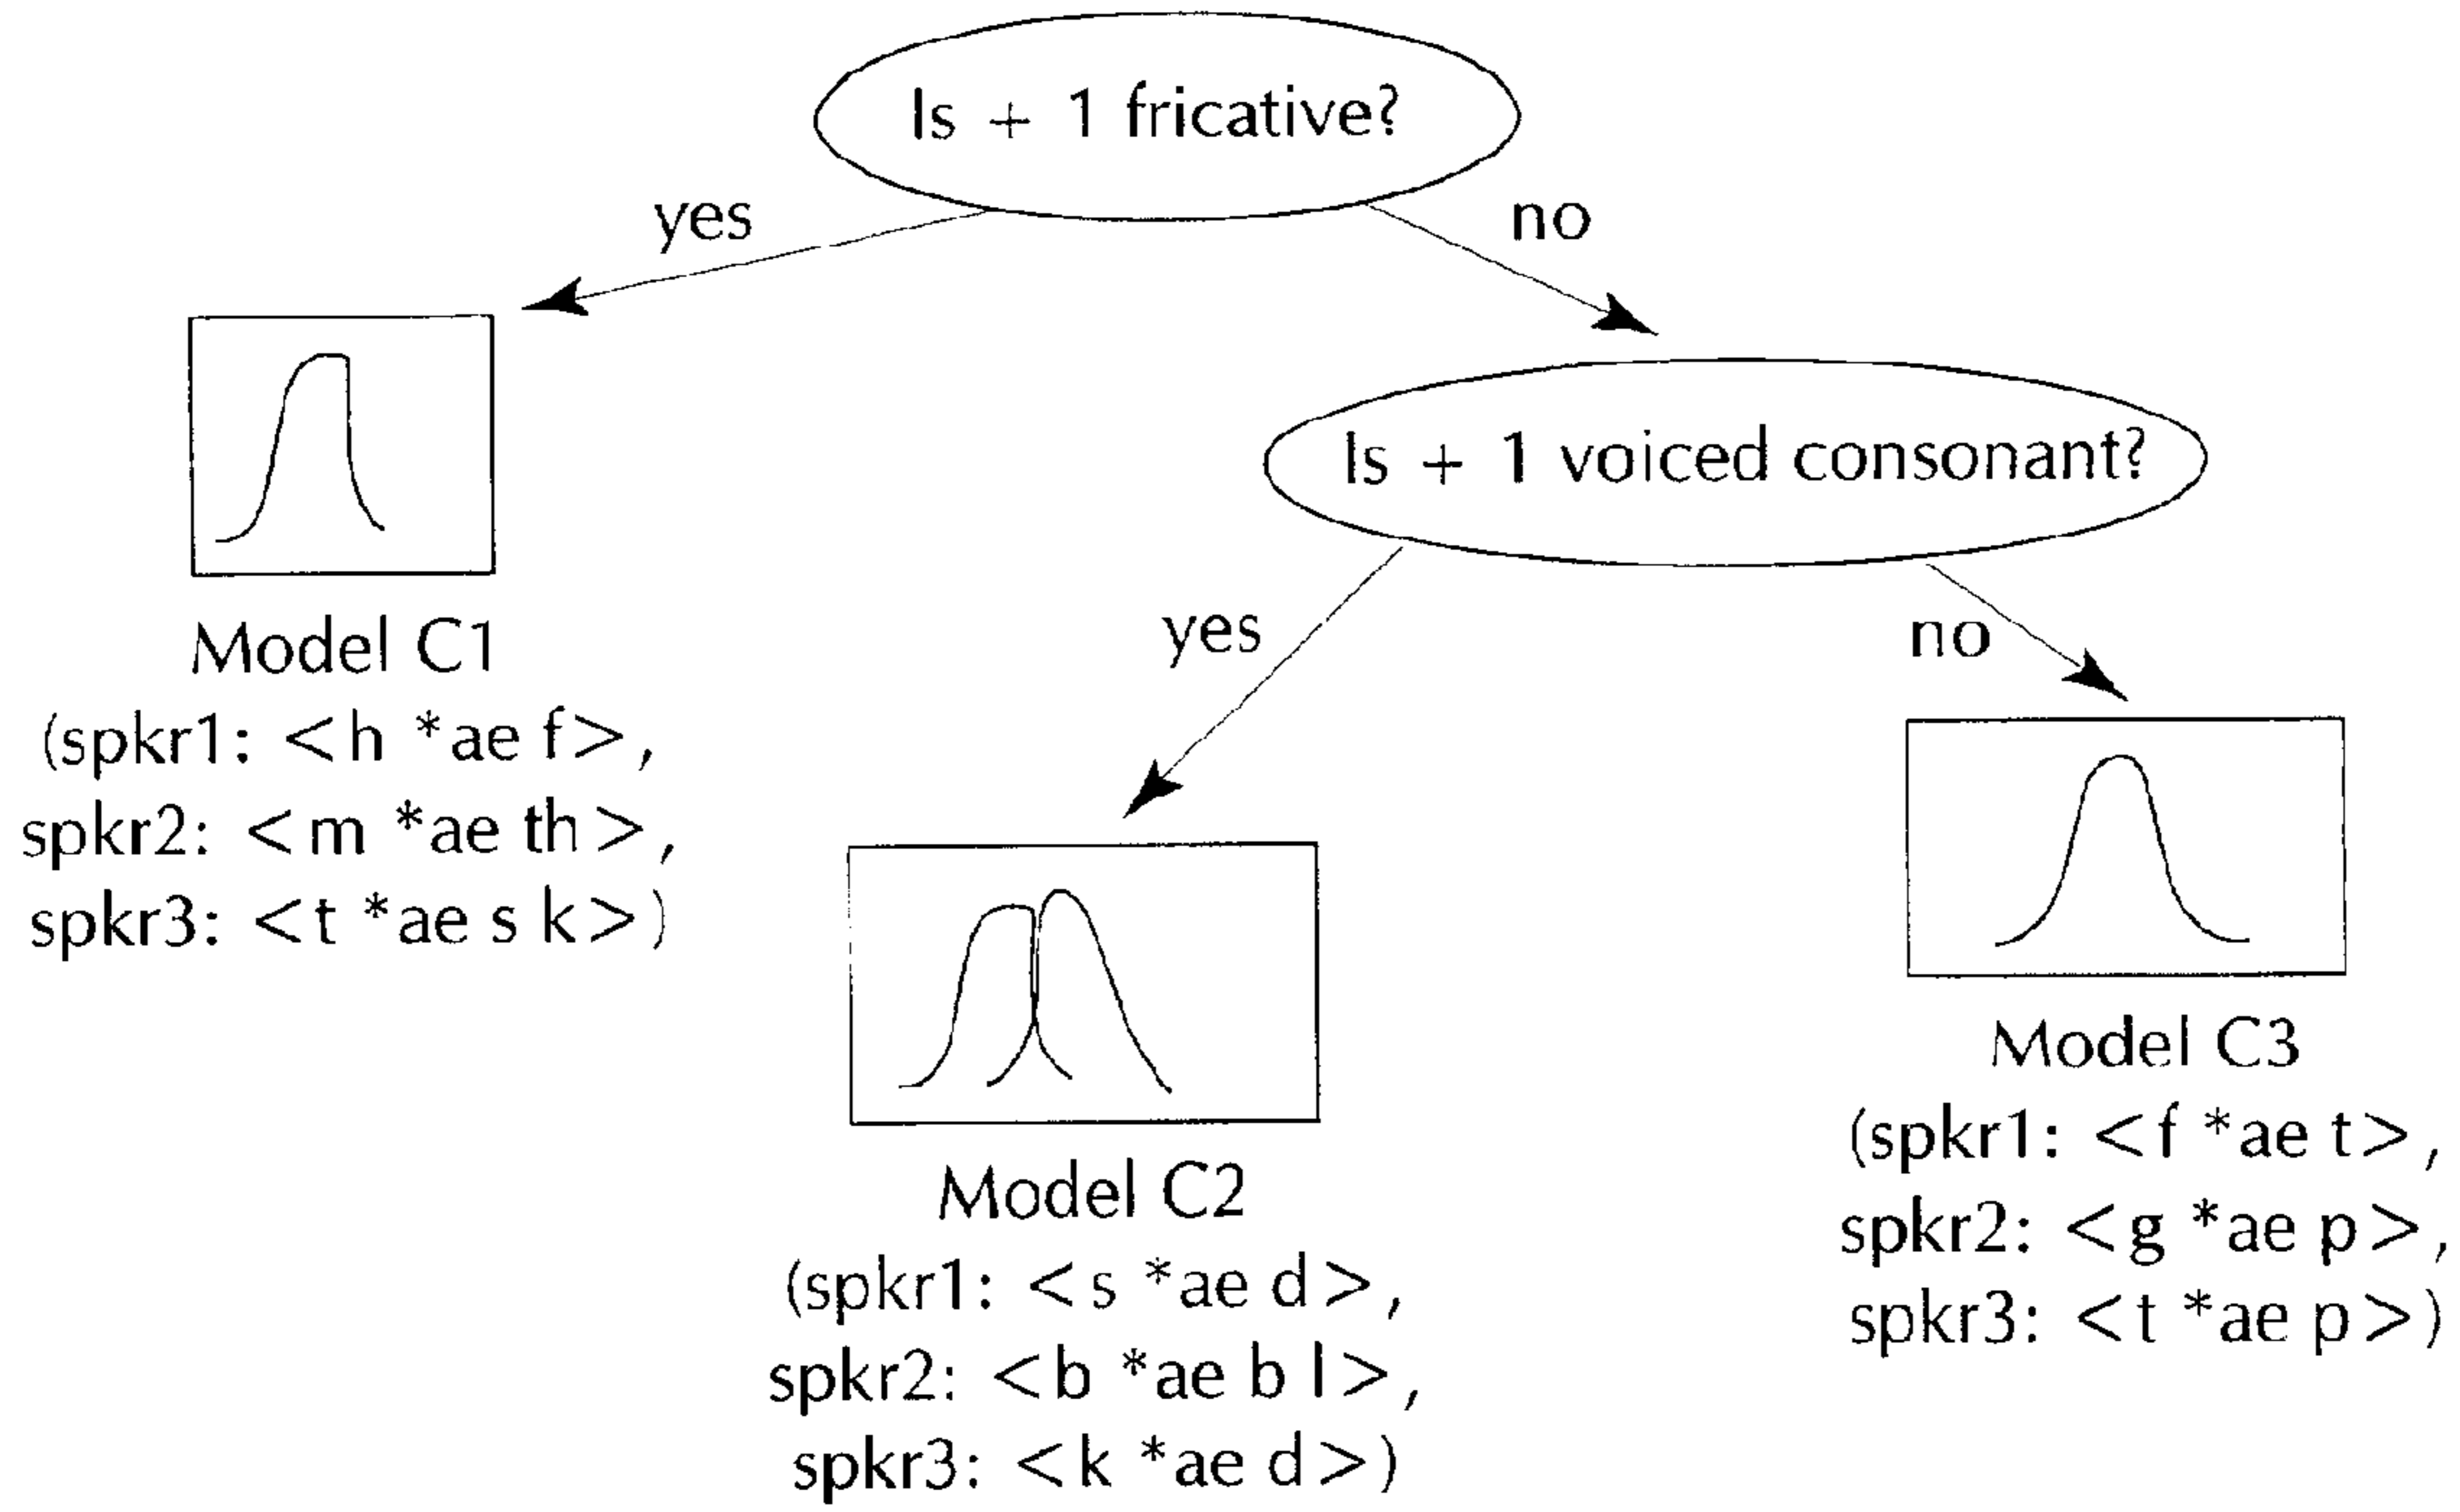 Is + 1 fricative?
yes
no
Is + 1 voiced consonant?
yes
no
Model C1
(spkr1: <h *ae f>,
spkr2: <m *ae th>,
spkr3: <t *ae s k>)
Model C2
(spkr1: <s *ae d>,
spkr2: <b *ae b l>,
spkr3: <k *ae d>)
Model C3
(spkr1: <f *ae t>,
spkr2: <g *ae p>,
spkr3: <t *ae p>)